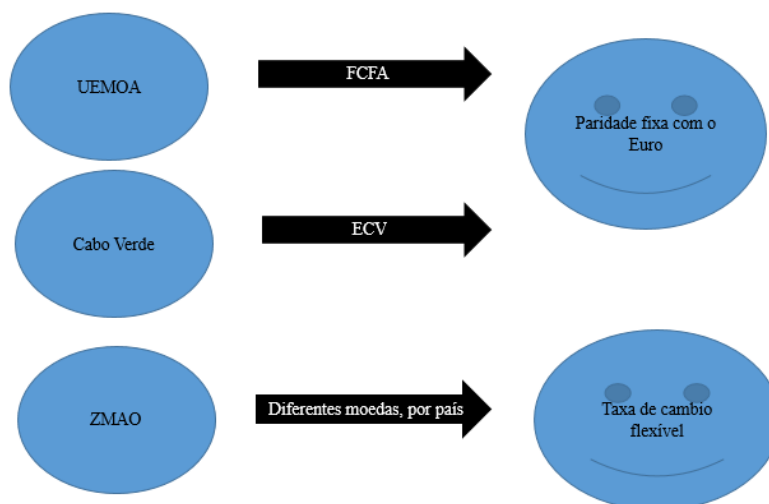 UEMOA
FCFA
Paridade fixa com o
Euro
Cabo Verde
ECV
ZMAO
Diferentes moedas, por país
Taxa de cambio
flexível